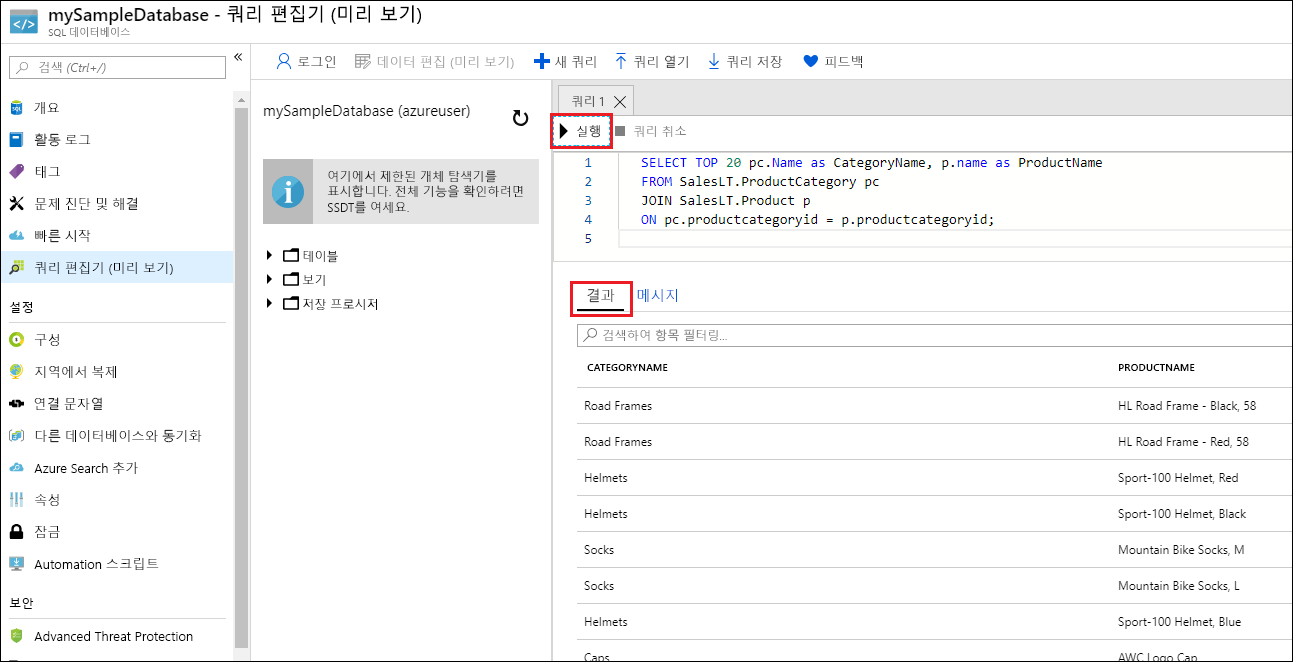 mySampleDatabase - 쿼리 편집기 (미리 보기)
SQL 데이터베이스
검색 (Ctrl+/)
«
개요
활동 로그
태그
문제 진단 및 해결
빠른 시작
쿼리 편집기 (미리 보기)
설정
구성
지역에서 복제
연결 문자열
다른 데이터베이스와 동기화
Azure Search 추가
속성
잠금
Automation 스크립트
보안
Advanced Threat Protection
로그인 데이터 편집 (미리 보기) 새 쿼리 쿼리 열기 쿼리 저장 피드백
mySampleDatabase (azureuser)
여기에서 제한된 개체 탐색기를
표시합니다. 전체 기능을 확인하려면
SSDT를 여세요.
테이블
보기
저장 프로시저
쿼리 1
실행 쿼리 취소
1 SELECT TOP 20 pc.Name as CategoryName, p.name as ProductName
2 FROM SalesLT.ProductCategory pc
3 JOIN SalesLT.Product p
4 ON pc.productcategoryid = p.productcategoryid;
5
결과 메시지
검색하여 항목 필터링...
CATEGORYNAME PRODUCTNAME
Road Frames HL Road Frame - Black, 58
Road Frames HL Road Frame - Red, 58
Helmets Sport-100 Helmet, Red
Helmets Sport-100 Helmet, Black
Socks Mountain Bike Socks, M
Socks Mountain Bike Socks, L
Helmets Sport-100 Helmet, Blue
Caps AWC Logo Cap